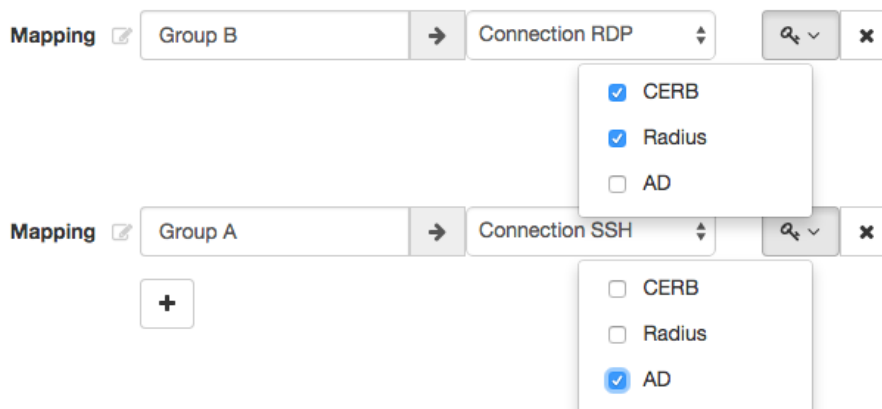 Mapping Group B Connection RDP
CERB
Radius
AD
Mapping Group A Connection SSH
CERB
Radius
AD